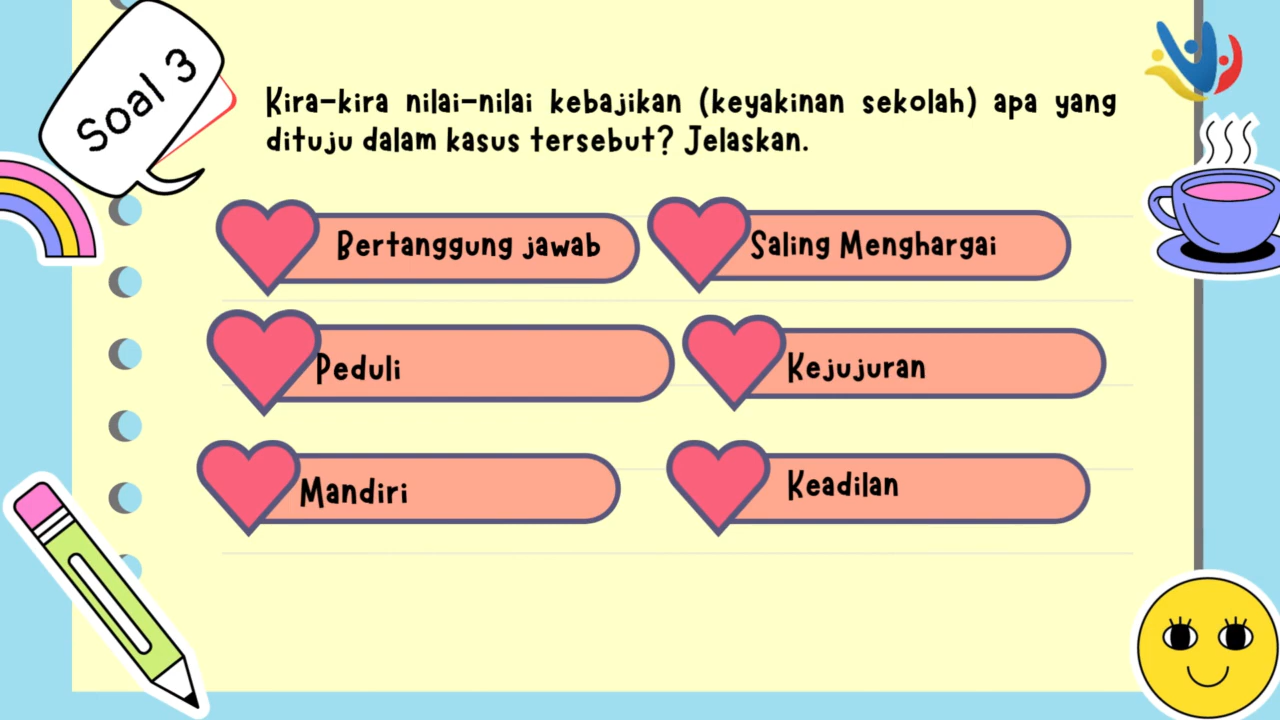 Soal 3
Kira-kira nilai-nilai kebajikan (keyakinan sekolah) apa yang
dituju dalam kasus tersebut? Jelaskan.
Bertanggung jawab
Saling Menghargai
Peduli
Kejujuran
Mandiri
Keadilan